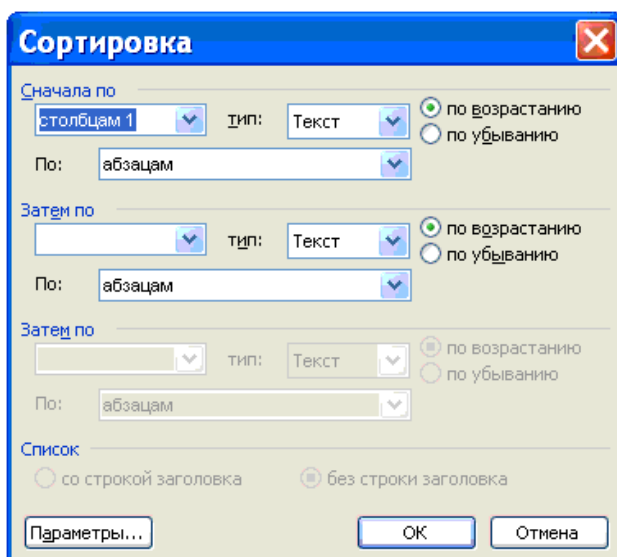 Сортировка
Сначала по
столбцам 1 тип: Текст по возрастанию
по убыванию
По: абзацам
Затем по
тип: Текст по возрастанию
по убыванию
По: абзацам
Затем по
тип: Текст по возрастанию
по убыванию
По: абзацам
Список
со строкой заголовка без строки заголовка
Параметры... ОК Отмена